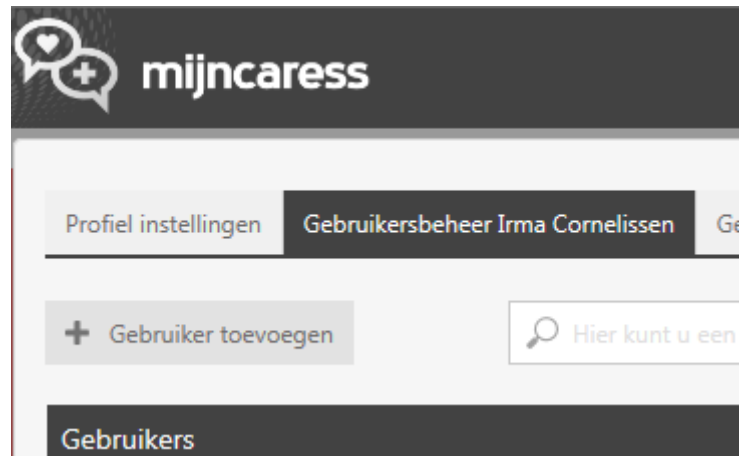 mijncaress
Profiel instellingen Gebruikersbeheer Irma Cornelissen
Gebruiker toevoegen Hier kunt u een
Gebruikers